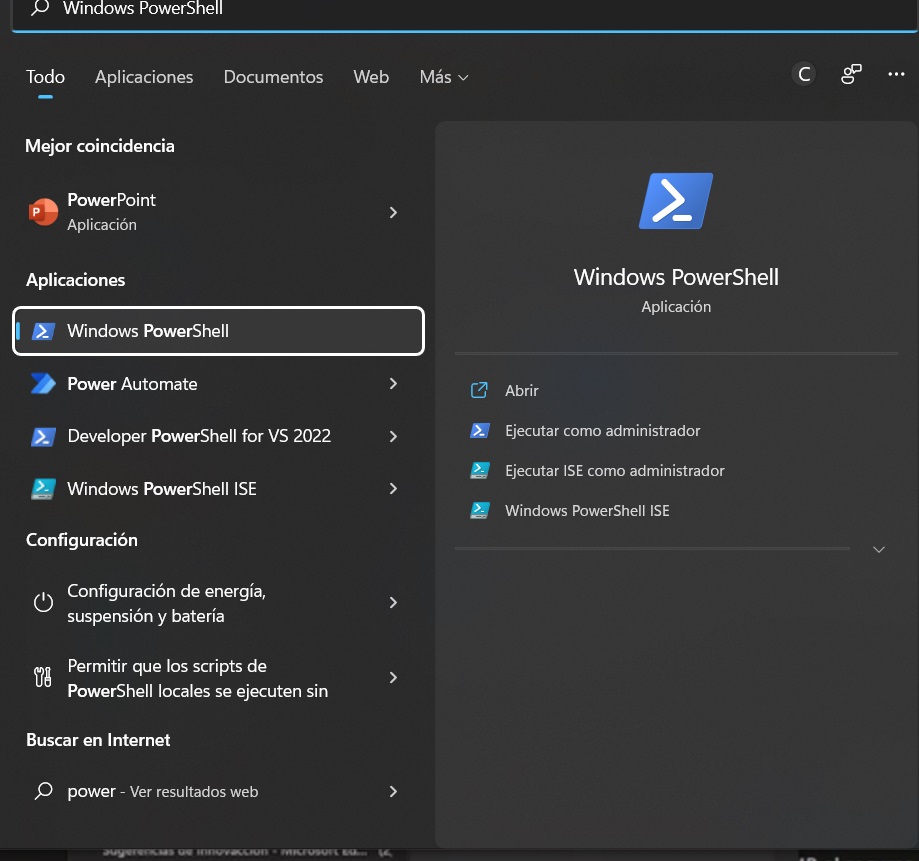 Windows PowerShell
Todo Aplicaciones Documentos Web Más
C
Mejor coincidencia
PowerPoint
Aplicación
Aplicaciones
Windows PowerShell
Power Automate
Developer PowerShell for VS 2022
Windows PowerShell ISE
Configuración
Configuración de energía,
suspensión y batería
Permitir que los scripts de
PowerShell locales se ejecuten sin
Buscar en Internet
power - Ver resultados web
Windows PowerShell
Aplicación
Abrir
Ejecutar como administrador
Ejecutar ISE como administrador
Windows PowerShell ISE
Sugerencias de innovación - Microsoft Ed...